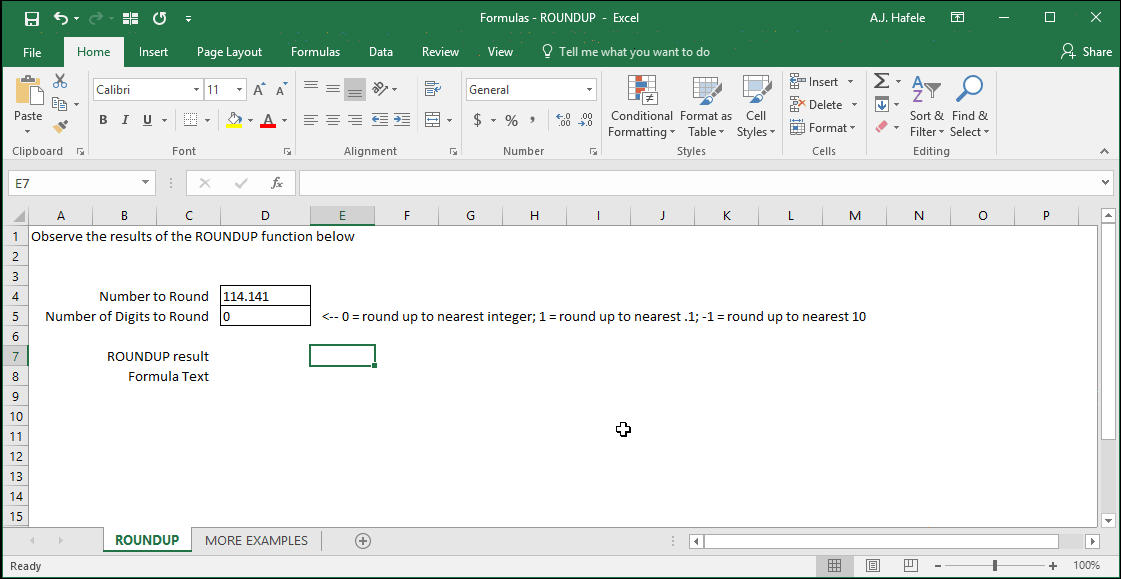 Formulas - ROUNDUP - Excel
A.J. Hafele
File Home Insert Page Layout Formulas Data Review View Tell me what you want to do Share
Paste
Calibri 11
A A
B I U A
General
$ % ,
.0 .00
.00 .0
Conditional Formatting
Format as Table
Cell Styles
Insert
Delete
Format
Sort & Filter
Find & Select
Clipboard Font Alignment Number Styles Cells Editing
E7
fx
A B C D E F G H I J K L M N O P
1 Observe the results of the ROUNDUP function below
2
3
4 Number to Round 114.141
5 Number of Digits to Round 0 <-- 0 = round up to nearest integer; 1 = round up to nearest .1; -1 = round up to nearest 10
6
7 ROUNDUP result
8 Formula Text
9
10
11
12
13
14
15
ROUNDUP MORE EXAMPLES
Ready
100%